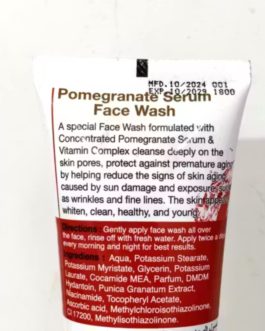 MFD.10/2024 001
EXP.10/2029 1800
Pomegranate Serum
Face Wash
A special Face Wash formulated with
Concentrated Pomegranate Serum &
Vitamin Complex cleanse deeply on the
skin pores, protect against premature aging
by helping reduce the signs of skin aging
caused by sun damage and exposure, such
as wrinkles and fine lines. The skin appears
whiten, clean, healthy, and young.
Directions: Gently apply face wash all over
the face, rinse off with fresh water. Apply twice a day
every morning and night for best results.
Ingredients: Aqua, Potassium Stearate,
Potassium Myristate, Glycerin, Potassium
Laurate, Cocamide MEA, Parfum, DMDM
Hydantoin, Punica Granatum Extract,
Niacinamide, Tocopheryl Acetate,
Ascorbic acid, Methylchloroisothiazolinone,
CI 17200, Methylisothiazolinone.